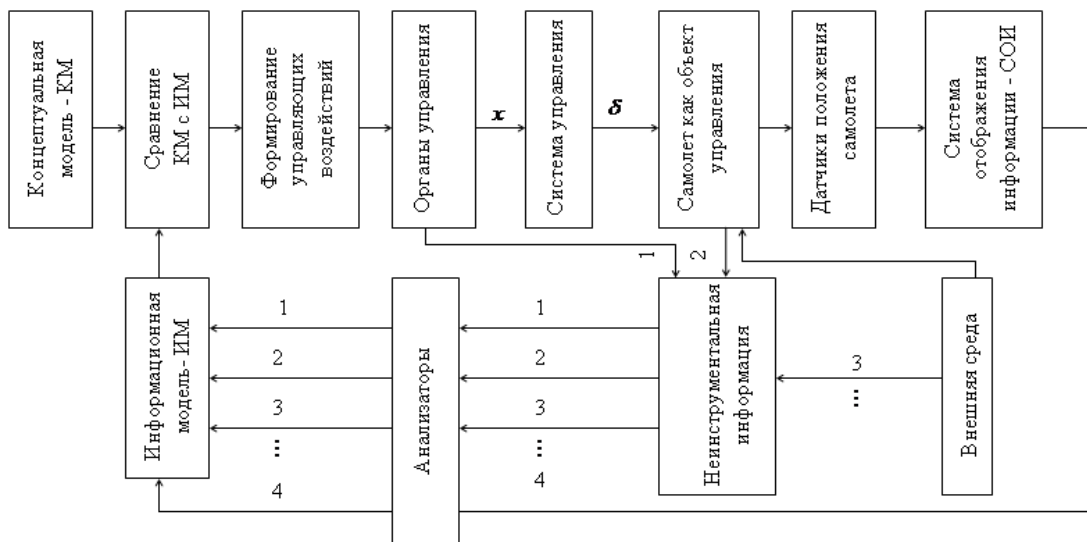 Концептуальная
модель - КМ
Сравнение
КМ с ИМ
Формирование
управляющих
воздействий
Органы управления
x
Система управления
δ
Самолет как объект
управления
Датчики положения
самолета
Система
отображения
информации - СОИ
1
2
Информационная
модель- ИМ
1
2
3
...
4
Анализаторы
1
2
3
...
4
Неинструментальная
информация
3
...
Внешняя среда